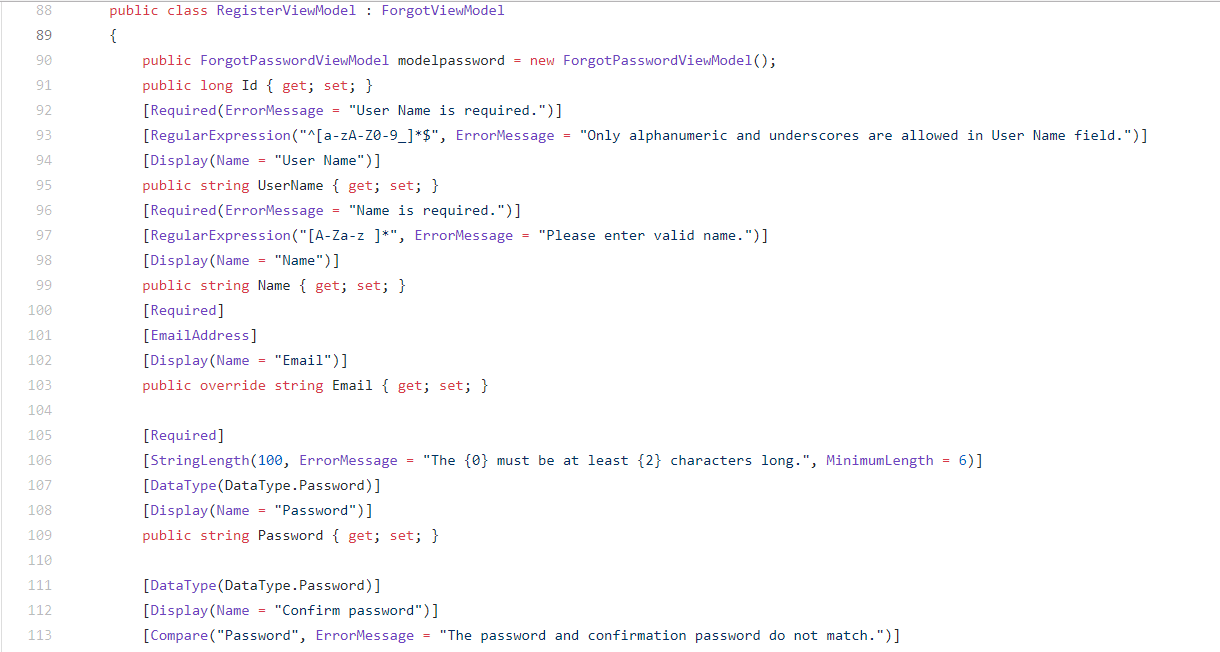 88 public class RegisterViewModel : ForgotViewModel
89 {
90 public ForgotPasswordViewModel modelpassword = new ForgotPasswordViewModel();
91 public long Id { get; set; }
92 [Required(ErrorMessage = "User Name is required.")]
93 [RegularExpression("^[a-zA-Z0-9_]*$", ErrorMessage = "Only alphanumeric and underscores are allowed in User Name field.")]
94 [Display(Name = "User Name")]
95 public string UserName { get; set; }
96 [Required(ErrorMessage = "Name is required.")]
97 [RegularExpression("[A-Za-z ]*", ErrorMessage = "Please enter valid name.")]
98 [Display(Name = "Name")]
99 public string Name { get; set; }
100 [Required]
101 [EmailAddress]
102 [Display(Name = "Email")]
103 public override string Email { get; set; }
104
105 [Required]
106 [StringLength(100, ErrorMessage = "The {0} must be at least {2} characters long.", MinimumLength = 6)]
107 [DataType(DataType.Password)]
108 [Display(Name = "Password")]
109 public string Password { get; set; }
110
111 [DataType(DataType.Password)]
112 [Display(Name = "Confirm password")]
113 [Compare("Password", ErrorMessage = "The password and confirmation password do not match.")]